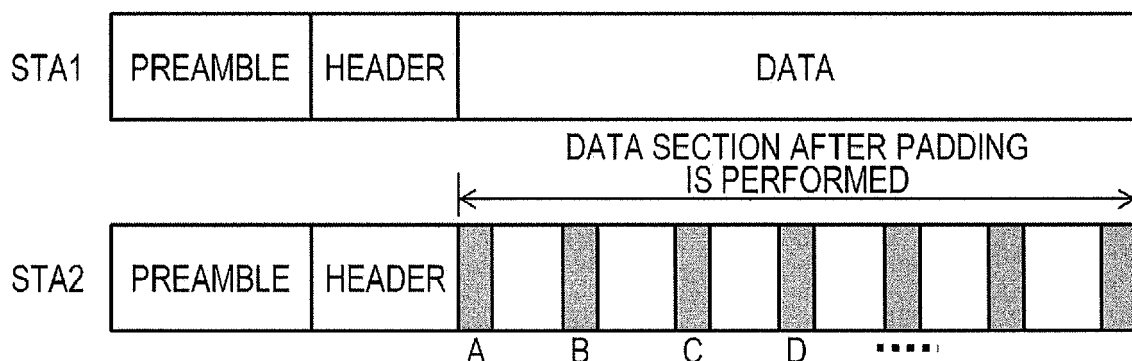 STA1 PREAMBLE HEADER DATA
DATA SECTION AFTER PADDING
IS PERFORMED
STA2 PREAMBLE HEADER
A B C D .....